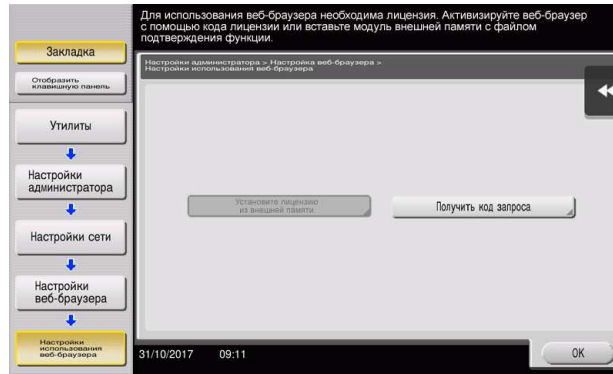 Для использования веб-браузера необходима лицензия. Активизируйте веб-браузер
с помощью кода лицензии или вставьте модуль внешней памяти с файлом
подтверждения функции.
Закладка
Отобразить
клавишную панель
Настройки администратора > Настройка веб-браузера >
Настройки использования веб-браузера
Утилиты
Настройки
администратора
Установите лицензию
из внешней памяти
Получить код запроса
Настройки сети
Настройки
веб-браузера
Настройки
использования
веб-браузера
31/10/2017 09:11
OK